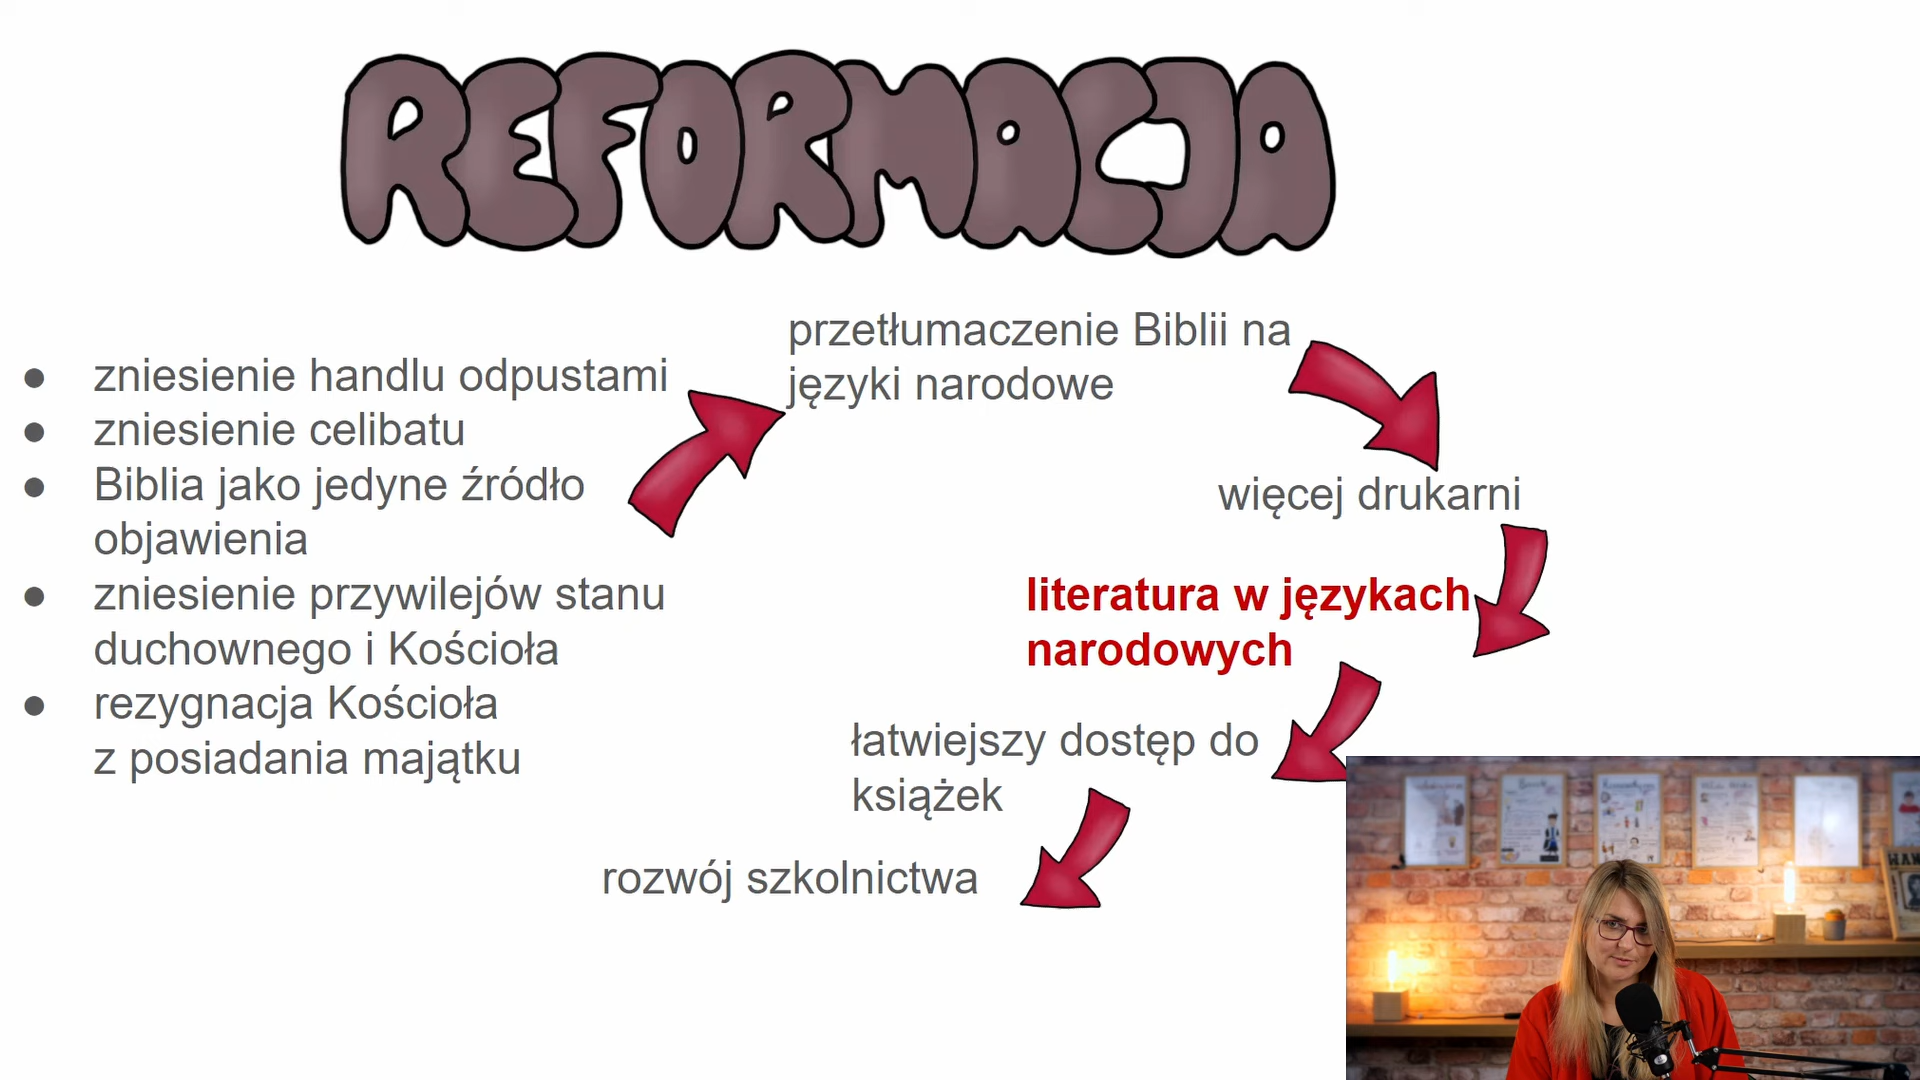 REFORMACJA
● zniesienie handlu odpustami
● zniesienie celibatu
● Biblia jako jedyne źródło
objawienia
● zniesienie przywilejów stanu
duchownego i Kościoła
● rezygnacja Kościoła
z posiadania majątku
przetłumaczenie Biblii na
języki narodowe
więcej drukarni
literatura w językach
narodowych
łatwiejszy dostęp do
książek
rozwój szkolnictwa